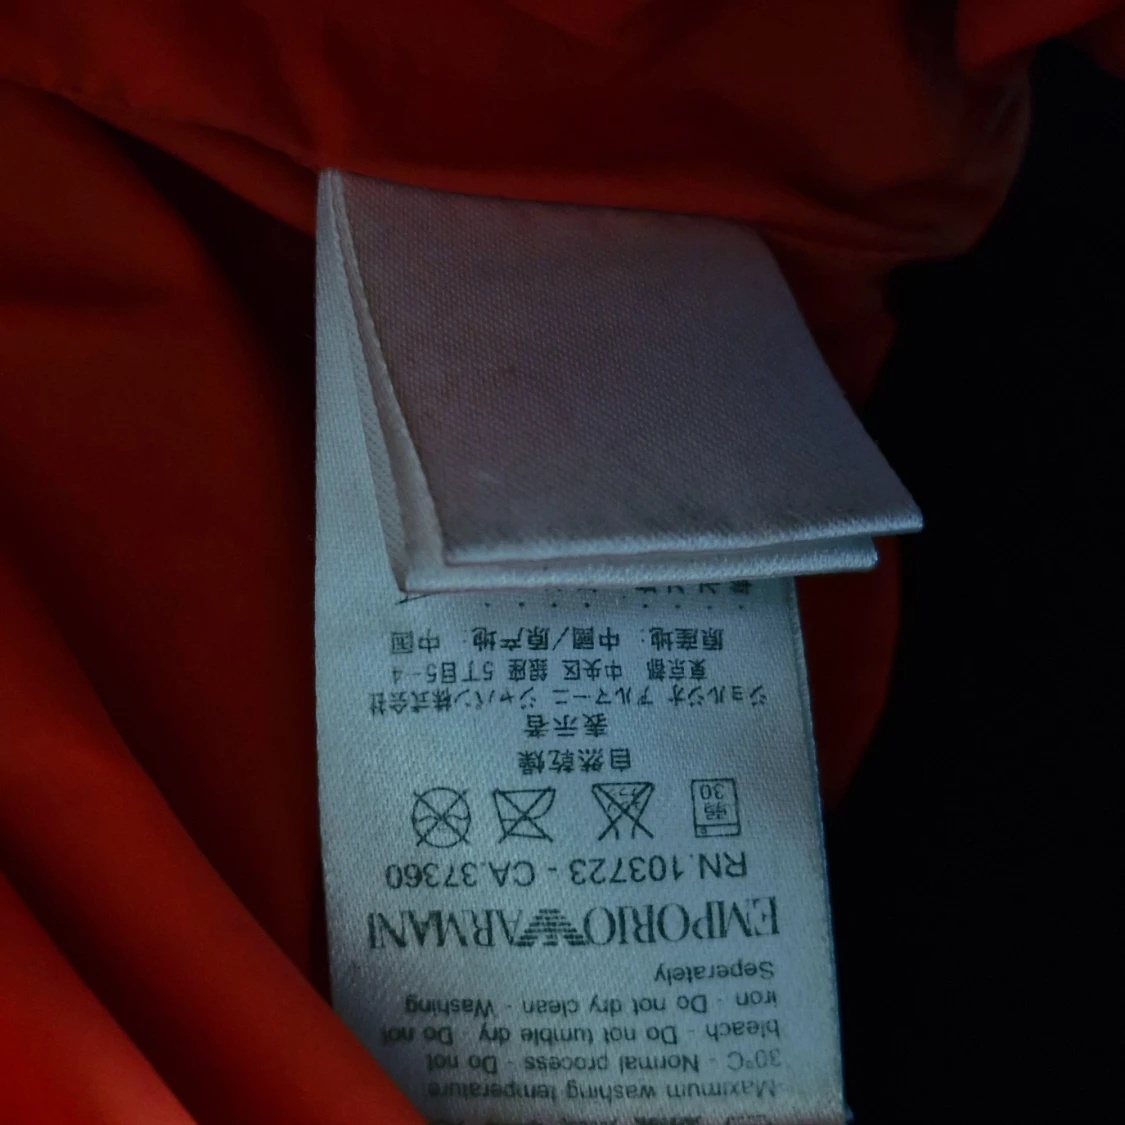 Maximum washing temperature
30°C - Normal process - Do not
bleach - Do not tumble dry - Do not
iron - Do not dry clean - Washing
Seperately
EMPORIO ARMANI
RN.103723 - CA.37360
弱
30
自然乾燥
表示者
ジョルジオ アルマーニ ジャパン株式会社
東京都 中央区 銀座 5丁目5-4
原産地: 中國/原产地: 中国